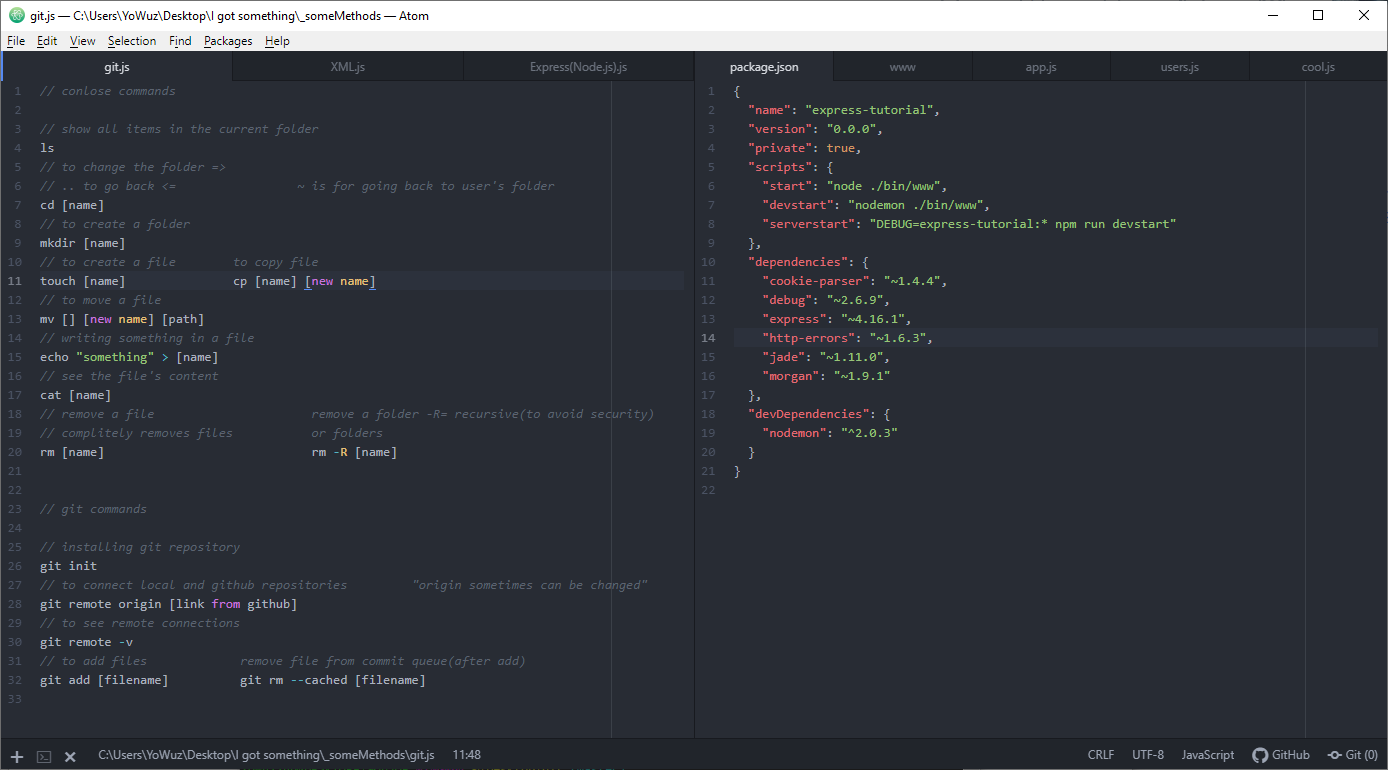 git.js — C:\Users\YoWuz\Desktop\I got something\_someMethods — Atom
File Edit View Selection Find Packages Help
git.js XML.js Express(Node.js).js
1 // conlose commands
2
3 // show all items in the current folder
4 ls
5 // to change the folder =>
6 // .. to go back <= ~ is for going back to user's folder
7 cd [name]
8 // to create a folder
9 mkdir [name]
10 // to create a file to copy file
11 touch [name] cp [name] [new name]
12 // to move a file
13 mv [] [new name] [path]
14 // writing something in a file
15 echo "something" > [name]
16 // see the file's content
17 cat [name]
18 // remove a file remove a folder -R= recursive(to avoid security)
19 // complitely removes files or folders
20 rm [name] rm -R [name]
21
22
23 // git commands
24
25 // installing git repository
26 git init
27 // to connect local and github repositories "origin sometimes can be changed"
28 git remote origin [link from github]
29 // to see remote connections
30 git remote -v
31 // to add files remove file from commit queue(after add)
32 git add [filename] git rm --cached [filename]
33
package.json www app.js users.js cool.js
1 {
2 "name": "express-tutorial",
3 "version": "0.0.0",
4 "private": true,
5 "scripts": {
6 "start": "node ./bin/www",
7 "devstart": "nodemon ./bin/www",
8 "serverstart": "DEBUG=express-tutorial:* npm run devstart"
9 },
10 "dependencies": {
11 "cookie-parser": "~1.4.4",
12 "debug": "~2.6.9",
13 "express": "~4.16.1",
14 "http-errors": "~1.6.3",
15 "jade": "~1.11.0",
16 "morgan": "~1.9.1"
17 },
18 "devDependencies": {
19 "nodemon": "^2.0.3"
20 }
21 }
22
C:\Users\YoWuz\Desktop\I got something\_someMethods\git.js 11:48 CRLF UTF-8 JavaScript GitHub Git (0)